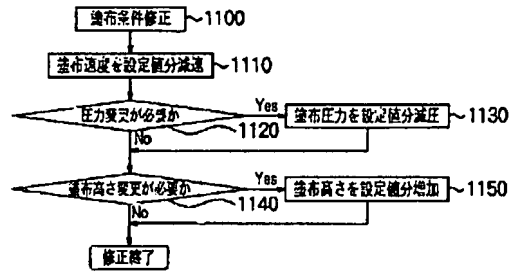 塗布条件修正 1100
塗布速度を設定値分減速 1110
圧力変更が必要か 1120
Yes
塗布圧力を設定値分減圧 1130
No
塗布高さ変更が必要か 1140
Yes
塗布高さを設定値分増加 1150
No
修正終了